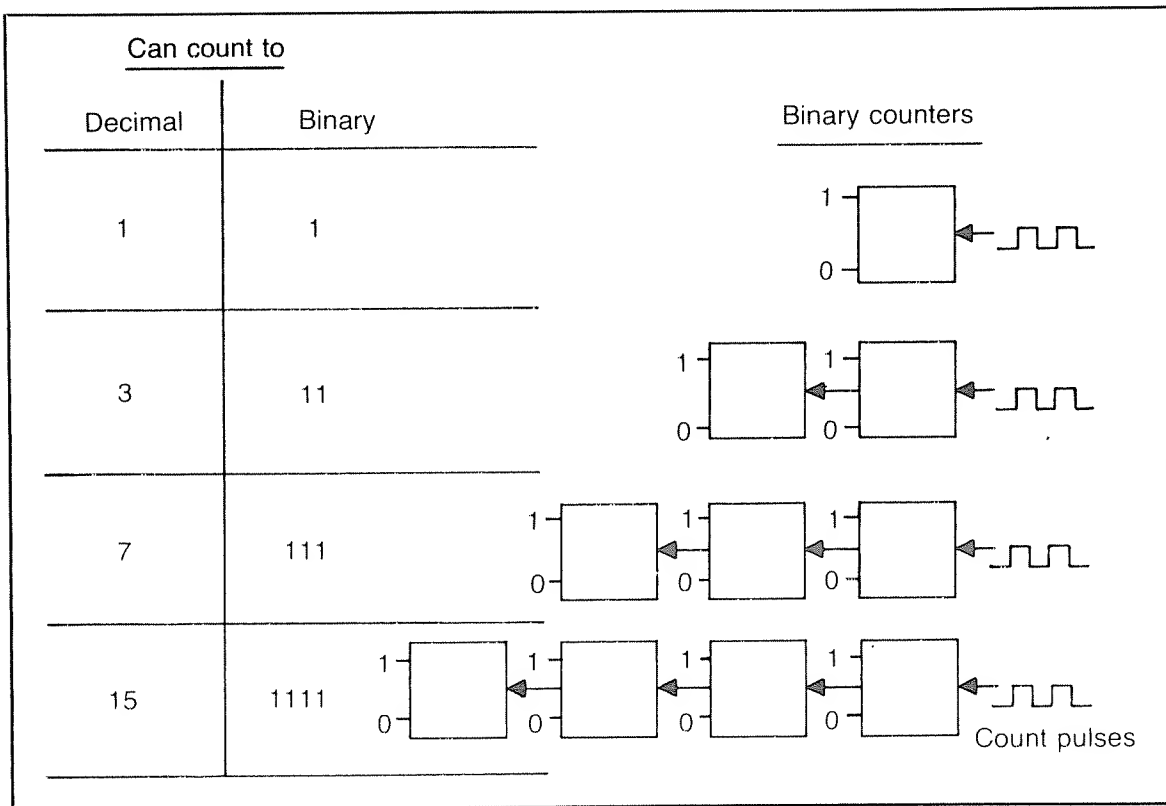 Can count to
Decimal Binary
Binary counters
1 1
1
0
3 11
1 1
0 0
7 111
1 1 1
0 0 0
15 1111
1 1 1 1
0 0 0 0
Count pulses